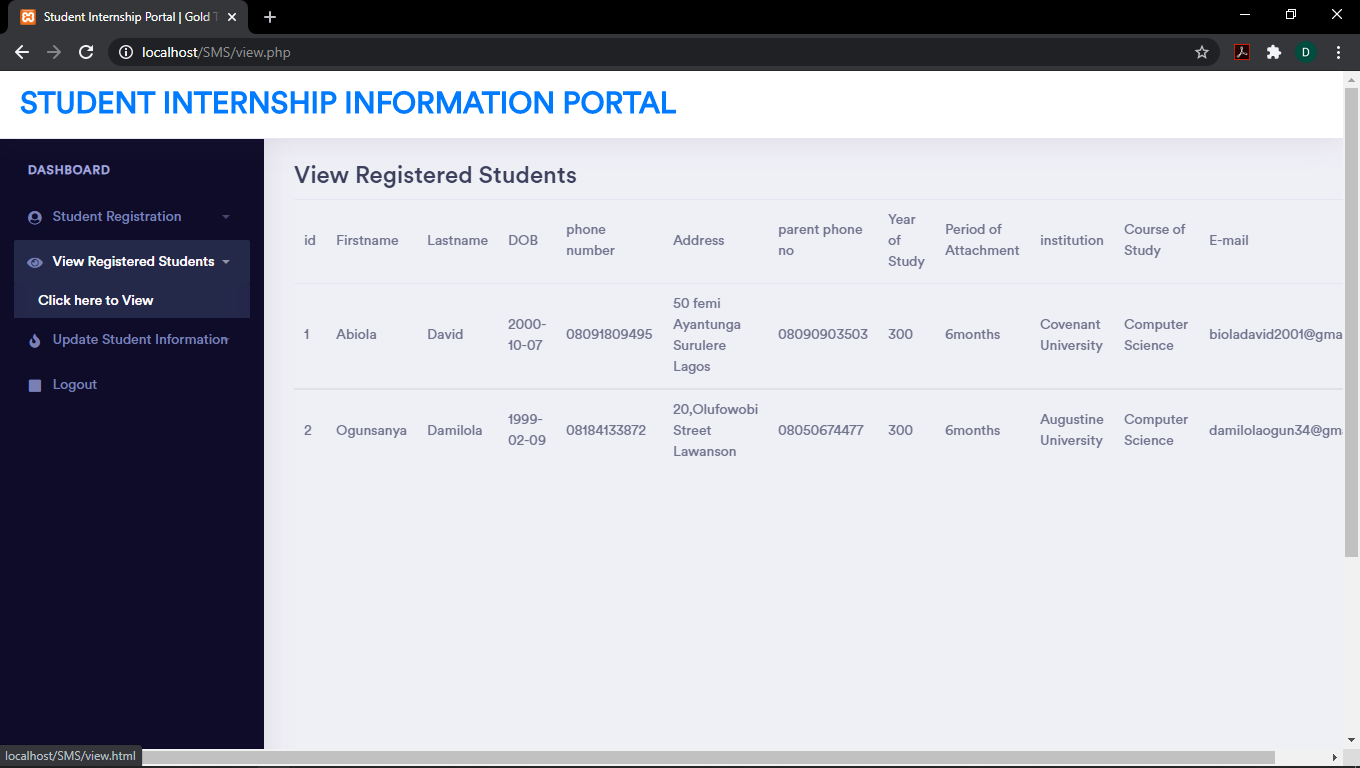 Student Internship Portal | Gold T
localhost/SMS/view.php
D
STUDENT INTERNSHIP INFORMATION PORTAL
DASHBOARD
Student Registration
View Registered Students
Click here to View
Update Student Information
Logout
View Registered Students
id Firstname Lastname DOB phone number Address parent phone no Year of Study Period of Attachment institution Course of Study E-mail
1 Abiola David 2000-10-07 08091809495 50 femi Ayantunga Surulere Lagos 08090903503 300 6months Covenant University Computer Science bioladavid2001@gma
2 Ogunsanya Damilola 1999-02-09 08184133872 20,Olufowobi Street Lawanson 08050674477 300 6months Augustine University Computer Science damilolaogun34@gm
localhost/SMS/view.html